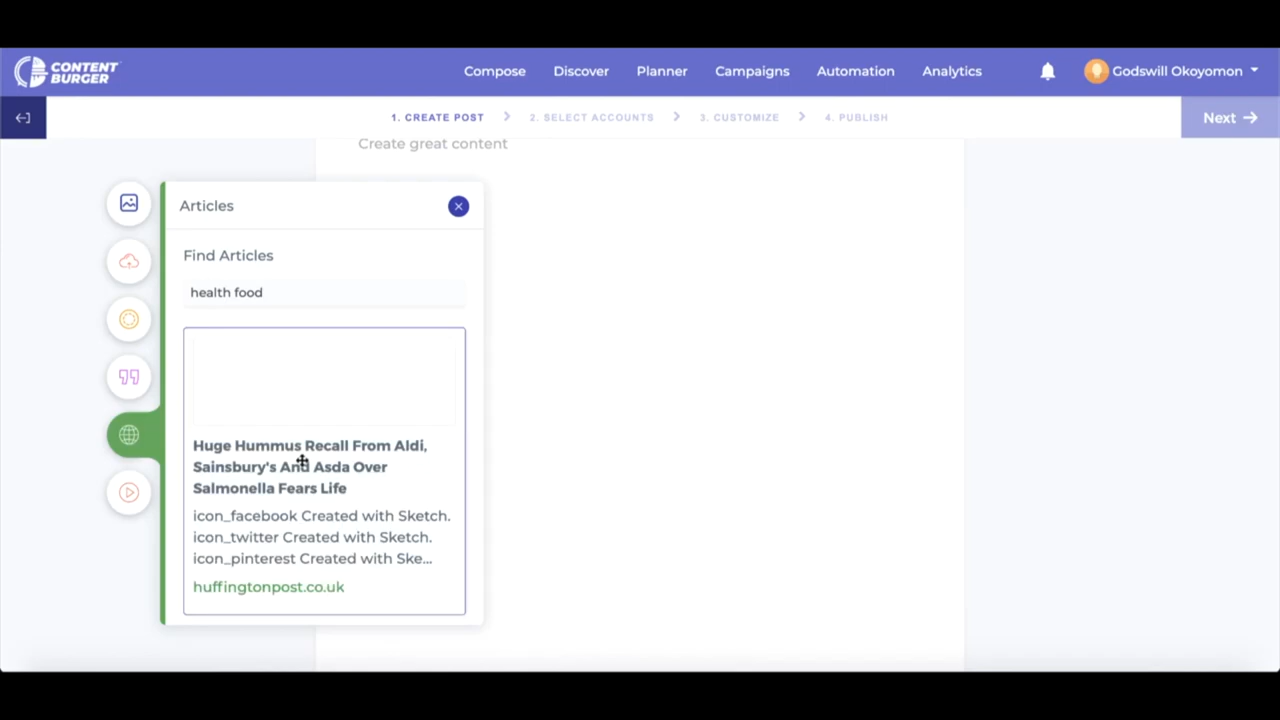 CONTENT
BURGER
Compose Discover Planner Campaigns Automation Analytics Godswill Okoyomon
1. CREATE POST 2. SELECT ACCOUNTS 3. CUSTOMIZE 4. PUBLISH Next
Create great content
Articles
Find Articles
health food
Huge Hummus Recall From Aldi,
Sainsbury's And Asda Over
Salmonella Fears Life
icon_facebook Created with Sketch.
icon_twitter Created with Sketch.
icon_pinterest Created with Ske...
huffingtonpost.co.uk